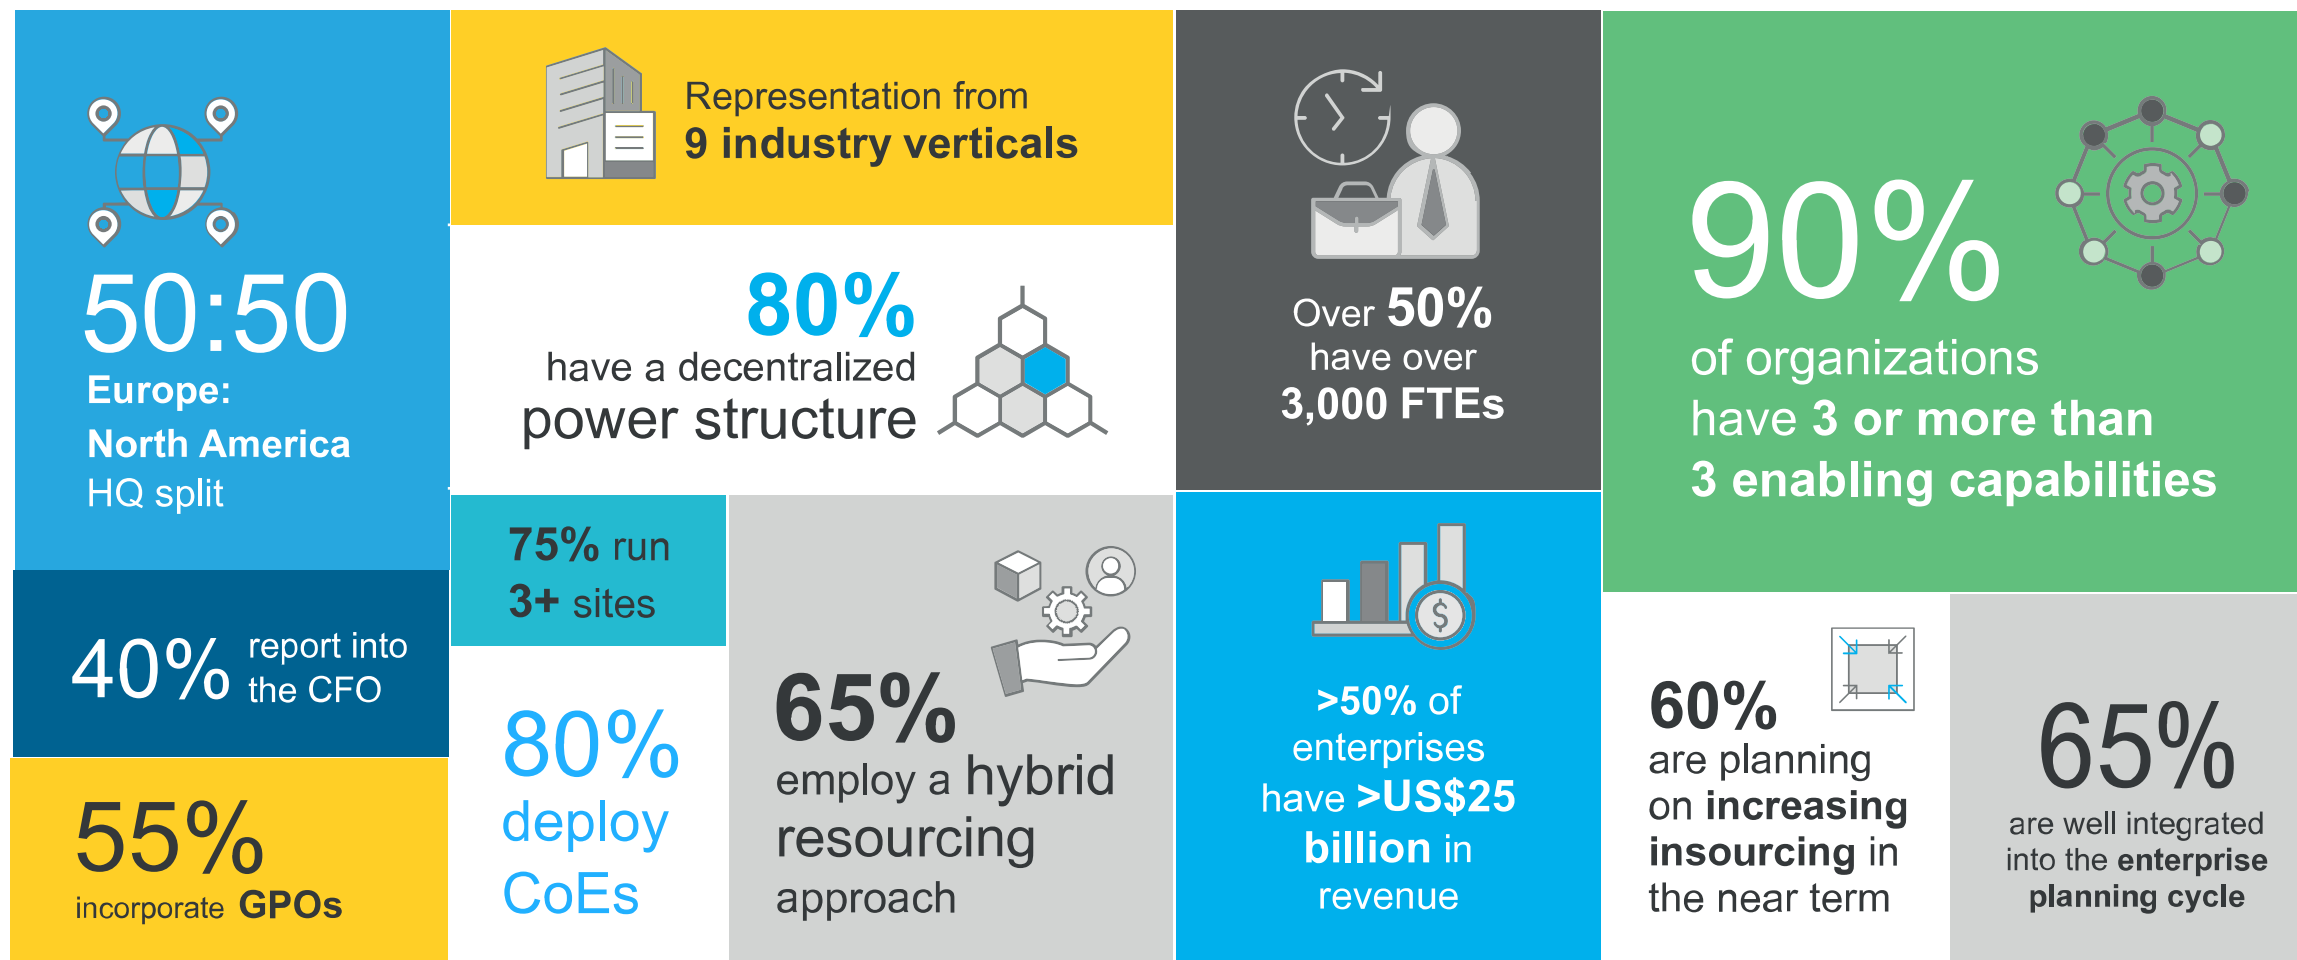 50:50
Europe:
North America
HQ split
Representation from
9 industry verticals
80%
have a decentralized
power structure
Over 50%
have over
3,000 FTEs
90%
of organizations
have 3 or more than
3 enabling capabilities
40%
report into
the CFO
55%
incorporate GPOs
75% run
3+ sites
80%
deploy
CoEs
65%
employ a hybrid
resourcing
approach
$
>50% of
enterprises
have >US$25
billion in
revenue
60%
are planning
on increasing
insourcing in
the near term
65%
are well integrated
into the enterprise
planning cycle